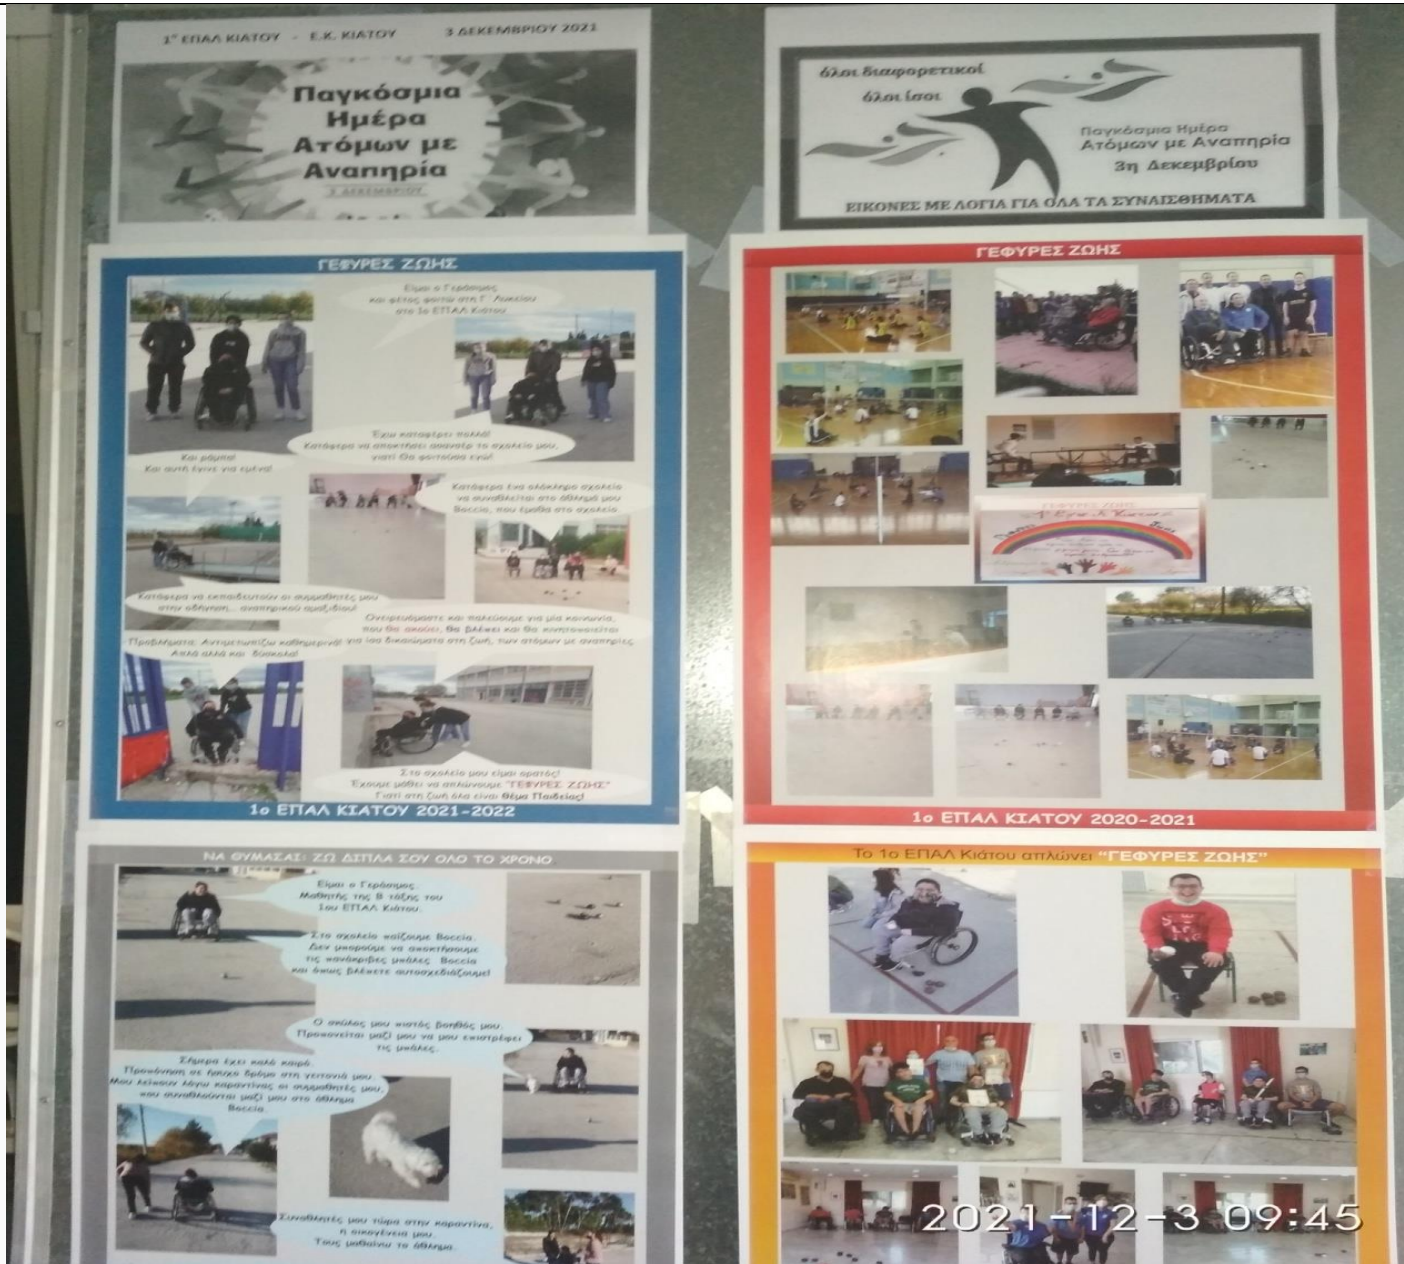 1º ΕΠΑΛ ΚΙΑΤΟΥ - Ε.Κ. ΚΙΑΤΟΥ 3 ΔΕΚΕΜΒΡΙΟΥ 2021
Παγκόσμια
Ημέρα
Ατόμων με
Αναπηρία
3 ΔΕΚΕΜΒΡΙΟΥ
όλοι διαφορετικοί
όλοι ίσοι
Παγκόσμια Ημέρα
Ατόμων με Αναπηρία
3η Δεκεμβρίου
ΕΙΚΟΝΕΣ ΜΕ ΛΟΓΙΑ ΓΙΑ ΟΛΑ ΤΑ ΣΥΝΑΙΣΘΗΜΑΤΑ
ΓΕΦΥΡΕΣ ΖΩΗΣ
Είμαι ο Γεράσιμος
και φέτος φοιτώ στη Γ΄ Λυκείου
στο 1ο ΕΠΑΛ Κιάτου
Έχω καταφέρει πολλά!
Κατάφερα να αποκτήσει ασανσέρ το σχολείο μου,
γιατί θα φοιτούσα εγώ!
Και ράμπα!
Και αυτή έγινε για εμένα!
Κατάφερα ένα ολόκληρο σχολείο
να συναθλείται στο άθλημά μου
Boccia, που έμαθα στο σχολείο.
Κατάφερα να εκπαιδευτούν οι συμμαθητές μου
στην οδήγηση... αναπηρικού αμαξιδίου!
Ονειρευόμαστε και παλεύουμε για μία κοινωνία,
που θα ακούει, θα βλέπει και θα κινητοποιείται
για ίσα δικαιώματα στη ζωή, των ατόμων με αναπηρίες.
Προβλήματα; Αντιμετωπίζω καθημερινά!
Απλά αλλά και δύσκολα!
Στο σχολείο μου είμαι ορατός!
Έχουμε μάθει να απλώνουμε "ΓΕΦΥΡΕΣ ΖΩΗΣ"
Γιατί στη ζωή όλα είναι Θέμα Παιδείας!
1ο ΕΠΑΛ ΚΙΑΤΟΥ 2021-2022
ΓΕΦΥΡΕΣ ΖΩΗΣ
ΓΕΦΥΡΕΣ ΖΩΗΣ
1ο ΕΠΑΛ ΚΙΑΤΟΥ 2020-2021
ΝΑ ΘΥΜΑΣΑΙ: ΖΩ ΔΙΠΛΑ ΣΟΥ ΟΛΟ ΤΟ ΧΡΟΝΟ
Είμαι ο Γεράσιμος.
Μαθητής της Β τάξης του
1ου ΕΠΑΛ Κιάτου.
Στο σχολείο παίζουμε Boccia.
Δεν μπορούμε να αποκτήσουμε
τις πανάκριβες μπάλες Boccia
και όπως βλέπετε αυτοσχεδιάζουμε!
Ο σκύλος μου πιστός βοηθός μου.
Προπονείται μαζί μου να μου επιστρέφει
τις μπάλες.
Σήμερα έχει καλό καιρό.
Προπόνηση σε ήσυχο δρόμο στη γειτονιά μου.
Μου λείπουν λόγω καραντίνας οι συμμαθητές μου,
που συναθλούνται μαζί μου στο άθλημα
Boccia.
Συναθλητές μου τώρα στην καραντίνα,
η οικογένεια μου.
Τους μαθαίνω το άθλημα.
Το 1ο ΕΠΑΛ Κιάτου απλώνει "ΓΕΦΥΡΕΣ ΖΩΗΣ"
2021-12-3 09:45